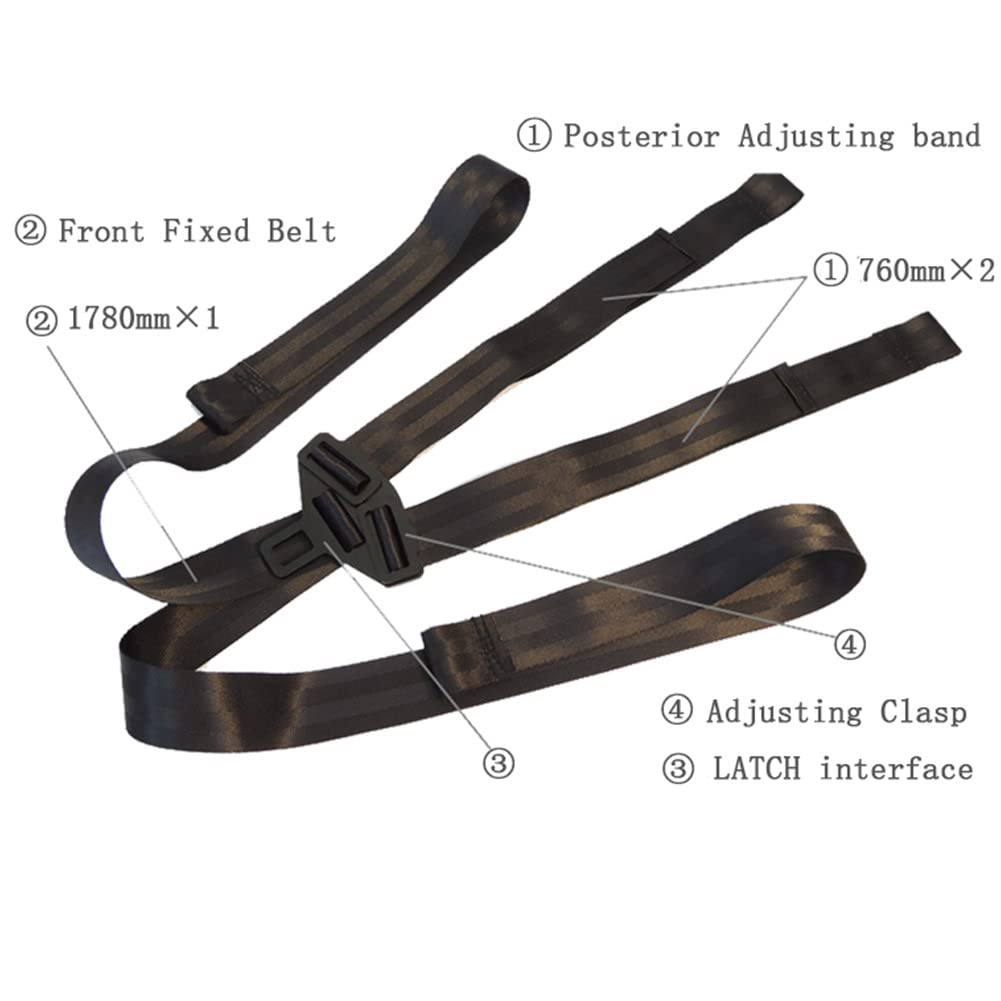 ① Posterior Adjusting band
② Front Fixed Belt
① 760mm×2
② 1780mm×1
④
④ Adjusting Clasp
③
③ LATCH interface